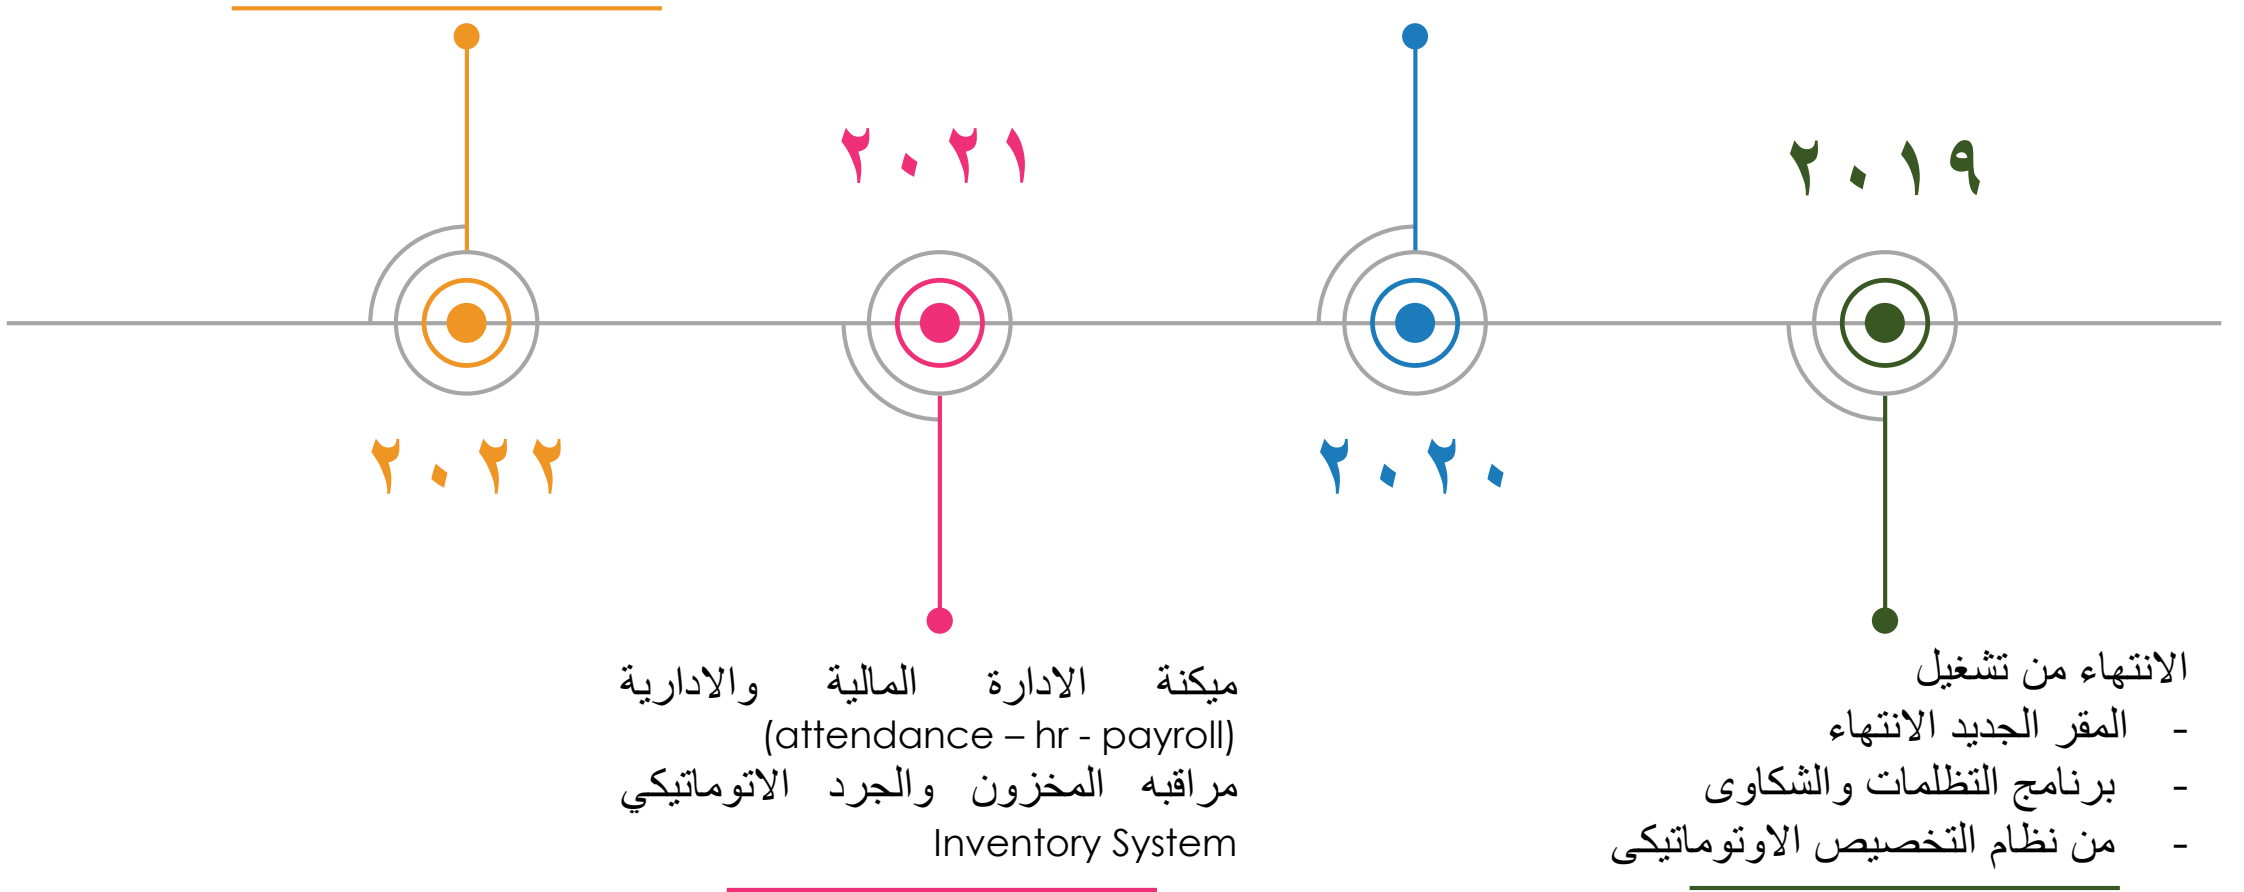 ٢٠١٩
الانتهاء من تشغيل
- المقر الجديد الانتهاء
- برنامج التظلمات والشكاوى
- من نظام التخصيص الاوتوماتيكى
٢٠٢٠
٢٠٢١
ميكنة الادارة المالية والادارية
(attendance – hr - payroll)
مراقبه المخزون والجرد الاتوماتيكي
Inventory System
٢٠٢٢